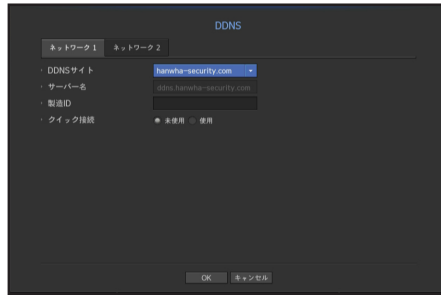 DDNS
ネットワーク 1 ネットワーク 2
DDNSサイト hanwha-security.com
サーバー名 ddns.hanwha-security.com
製造ID
クイック接続 未使用 使用
OK キャンセル